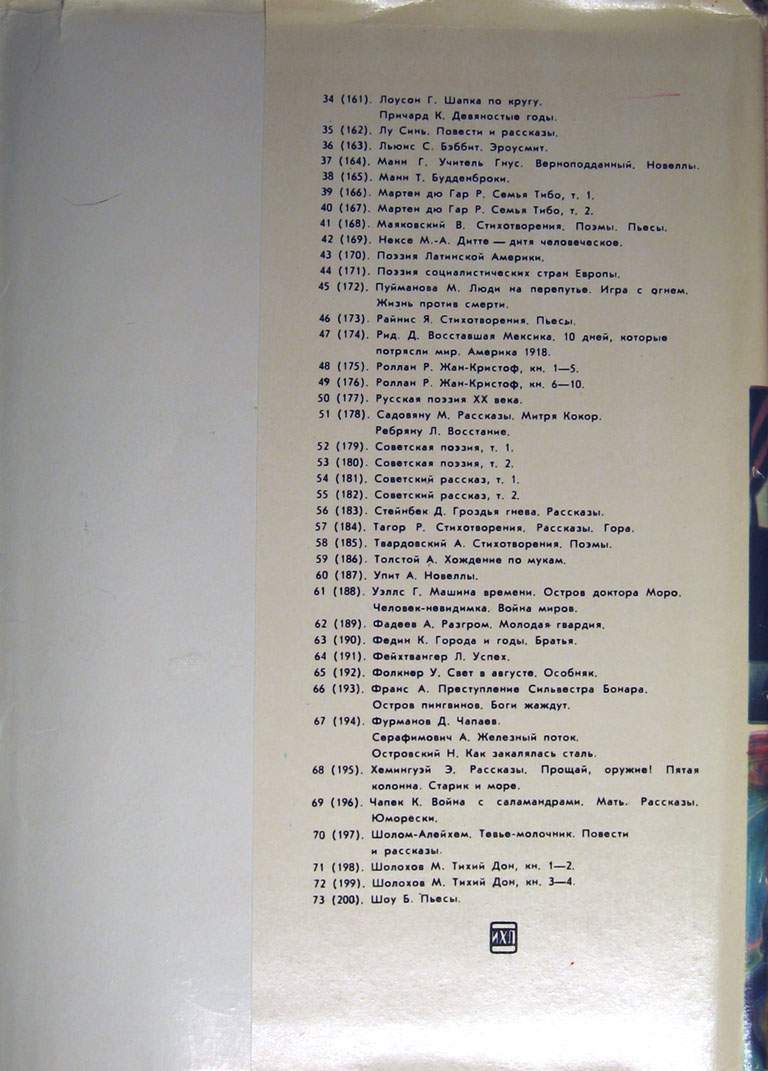 34 (161). Лоусон Г. Шапка по кругу.
Причард К. Девяностые годы.
35 (162). Лу Синь. Повести и рассказы.
36 (163). Льюис С. Бэббит. Эроусмит.
37 (164). Манн Г. Учитель Гнус. Верноподданный. Новеллы.
38 (165). Манн Т. Будденброки.
39 (166). Мартен дю Гар Р. Семья Тибо, т. 1.
40 (167). Мартен дю Гар Р. Семья Тибо, т. 2.
41 (168). Маяковский В. Стихотворения. Поэмы. Пьесы.
42 (169). Нексе М.-А. Дитте — дитя человеческое.
43 (170). Поэзия Латинской Америки.
44 (171). Поэзия социалистических стран Европы.
45 (172). Пуйманова М. Люди на перепутье. Игра с огнем.
Жизнь против смерти.
46 (173). Райнис Я. Стихотворения. Пьесы.
47 (174). Рид. Д. Восставшая Мексика. 10 дней, которые
потрясли мир. Америка 1918.
48 (175). Роллан Р. Жан-Кристоф, кн. 1—5.
49 (176). Роллан Р. Жан-Кристоф, кн. 6—10.
50 (177). Русская поэзия XX века.
51 (178). Садовяну М. Рассказы. Митря Кокор.
Ребряну Л. Восстание.
52 (179). Советская поэзия, т. 1.
53 (180). Советская поэзия, т. 2.
54 (181). Советский рассказ, т. 1.
55 (182). Советский рассказ, т. 2.
56 (183). Стейнбек Д. Гроздья гнева. Рассказы.
57 (184). Тагор Р. Стихотворения. Рассказы. Гора.
58 (185). Твардовский А. Стихотворения. Поэмы.
59 (186). Толстой А. Хождение по мукам.
60 (187). Упит А. Новеллы.
61 (188). Уэллс Г. Машина времени. Остров доктора Моро.
Человек-невидимка. Война миров.
62 (189). Фадеев А. Разгром. Молодая гвардия.
63 (190). Федин К. Города и годы. Братья.
64 (191). Фейхтвангер Л. Успех.
65 (192). Фолкнер У. Свет в августе. Особняк.
66 (193). Франс А. Преступление Сильвестра Бонара.
Остров пингвинов. Боги жаждут.
67 (194). Фурманов Д. Чапаев.
Серафимович А. Железный поток.
Островский Н. Как закалялась сталь.
68 (195). Хемингуэй Э. Рассказы. Прощай, оружие! Пятая
колонна. Старик и море.
69 (196). Чапек К. Война с саламандрами. Мать. Рассказы.
Юморески.
70 (197). Шолом-Алейхем. Тевье-молочник. Повести
и рассказы.
71 (198). Шолохов М. Тихий Дон, кн. 1—2.
72 (199). Шолохов М. Тихий Дон, кн. 3—4.
73 (200). Шоу Б. Пьесы.
ИХЛ